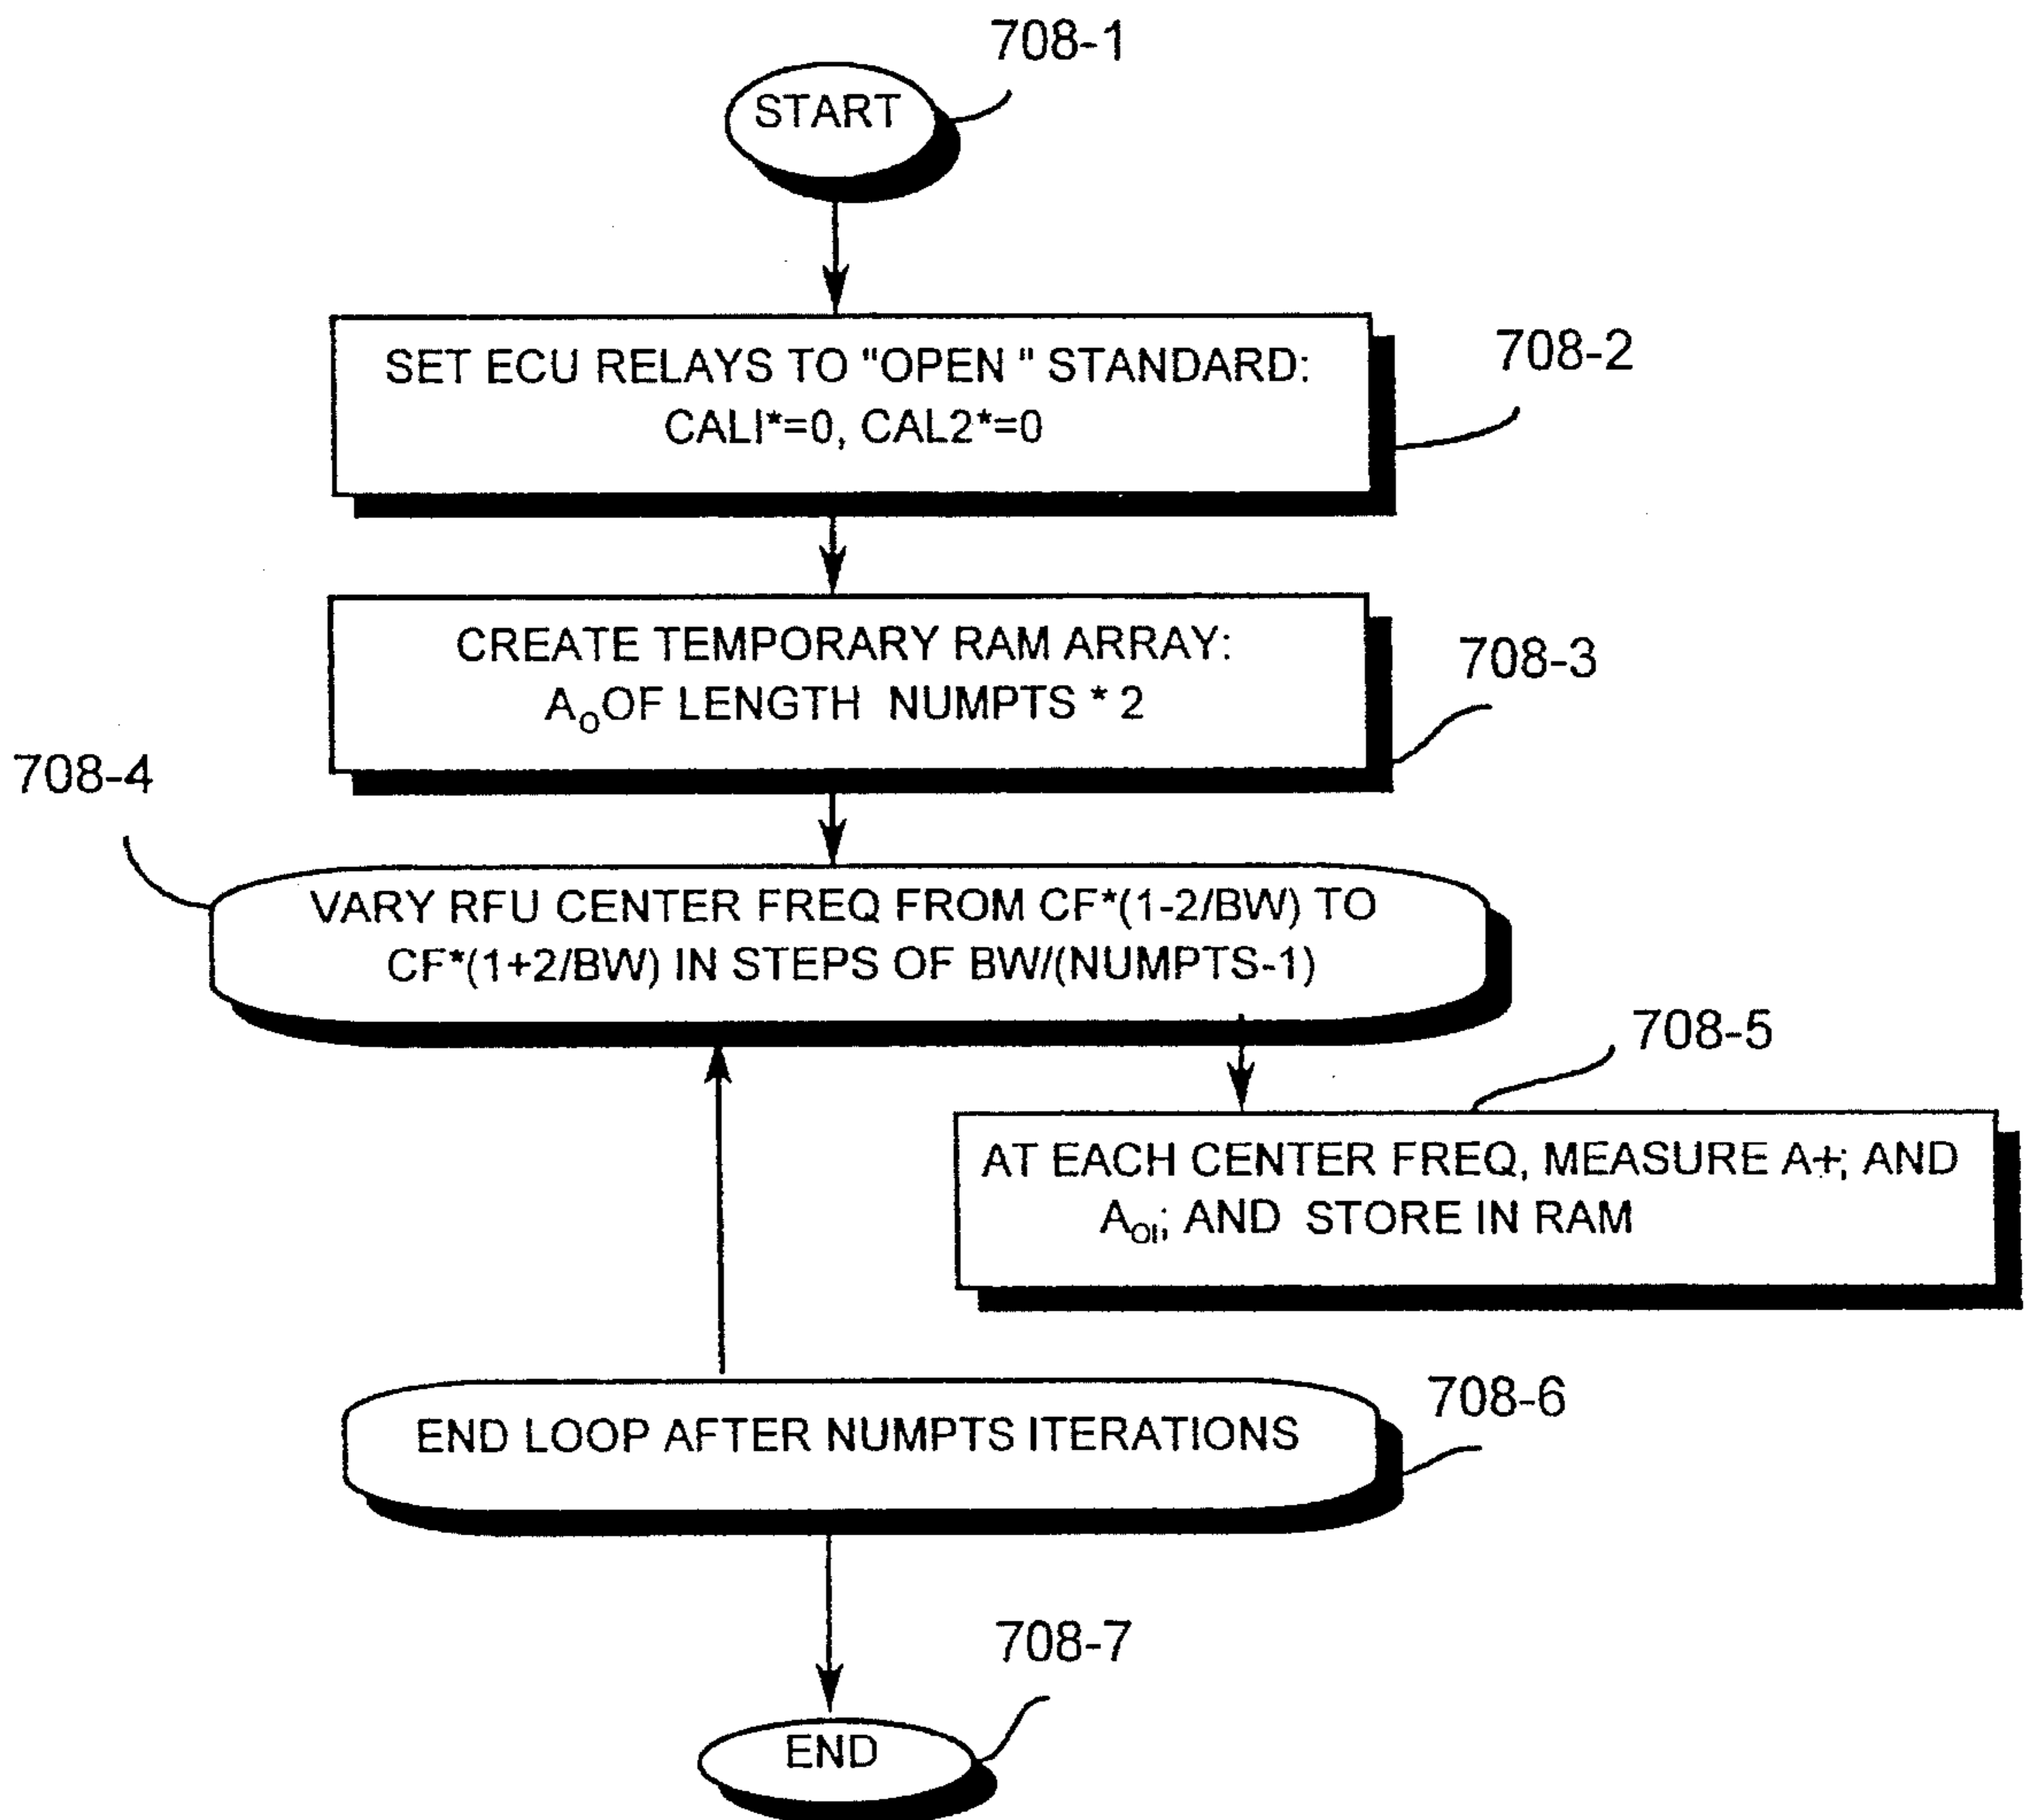 708-1
START
708-2
SET ECU RELAYS TO "OPEN " STANDARD:
CALI*=0, CAL2*=0
708-3
CREATE TEMPORARY RAM ARRAY:
AOOF LENGTH NUMPTS * 2
708-4
VARY RFU CENTER FREQ FROM CF*(1-2/BW) TO
CF*(1+2/BW) IN STEPS OF BW/(NUMPTS-1)
708-5
AT EACH CENTER FREQ, MEASURE A+; AND
AOI; AND STORE IN RAM
708-6
END LOOP AFTER NUMPTS ITERATIONS
708-7
END